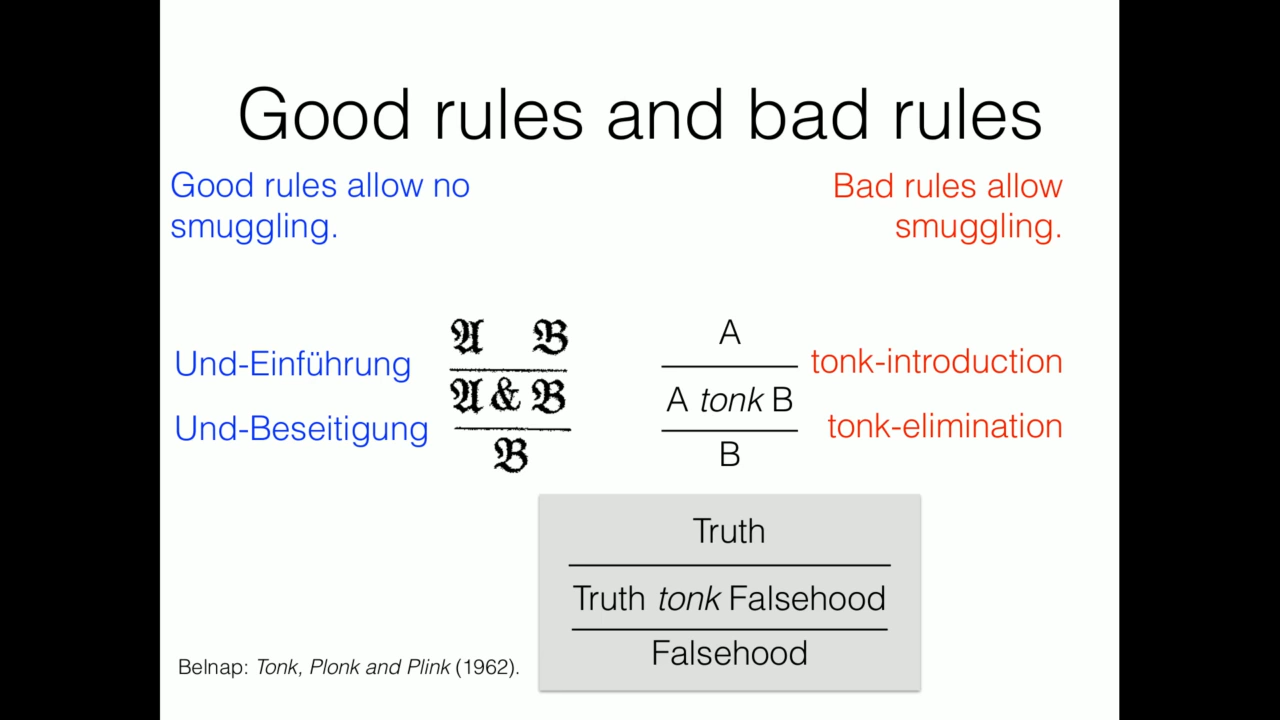 Good rules and bad rules
Good rules allow no
smuggling.
Bad rules allow
smuggling.
Und-Einführung
𝔄 𝔅
𝔄 & 𝔅
Und-Beseitigung
𝔅
A
tonk-introduction
A tonk B
tonk-elimination
B
Truth
Truth tonk Falsehood
Falsehood
Belnap: Tonk, Plonk and Plink (1962).